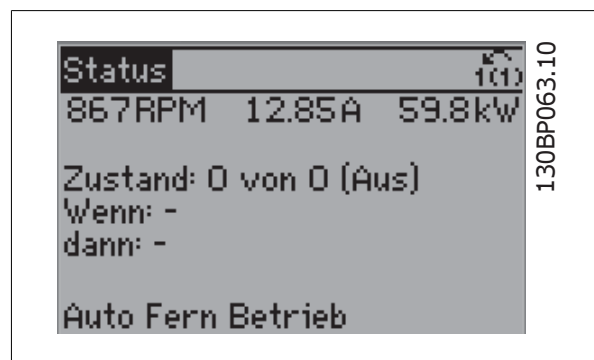 Status 1(1)
867RPM 12.85A 59.8kW
Zustand: 0 von 0 (Aus)
Wenn: -
dann: -
Auto Fern Betrieb
130BP063.10